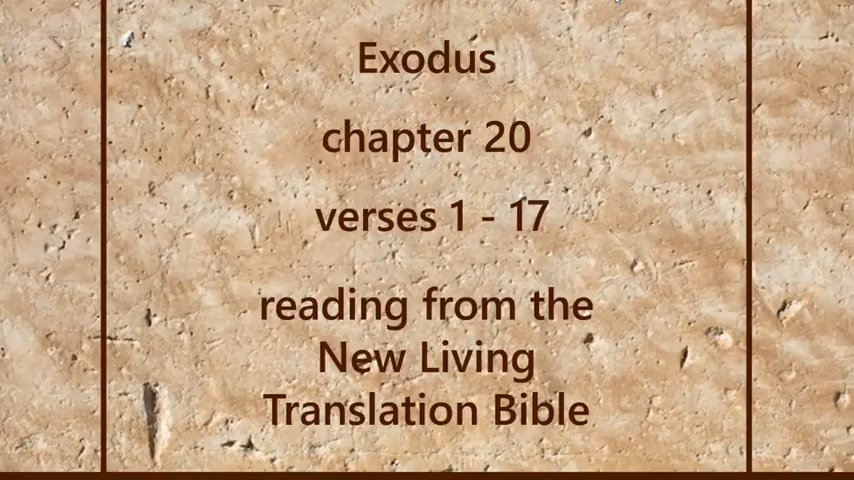 Exodus
chapter 20
verses 1 - 17
reading from the
New Living
Translation Bible